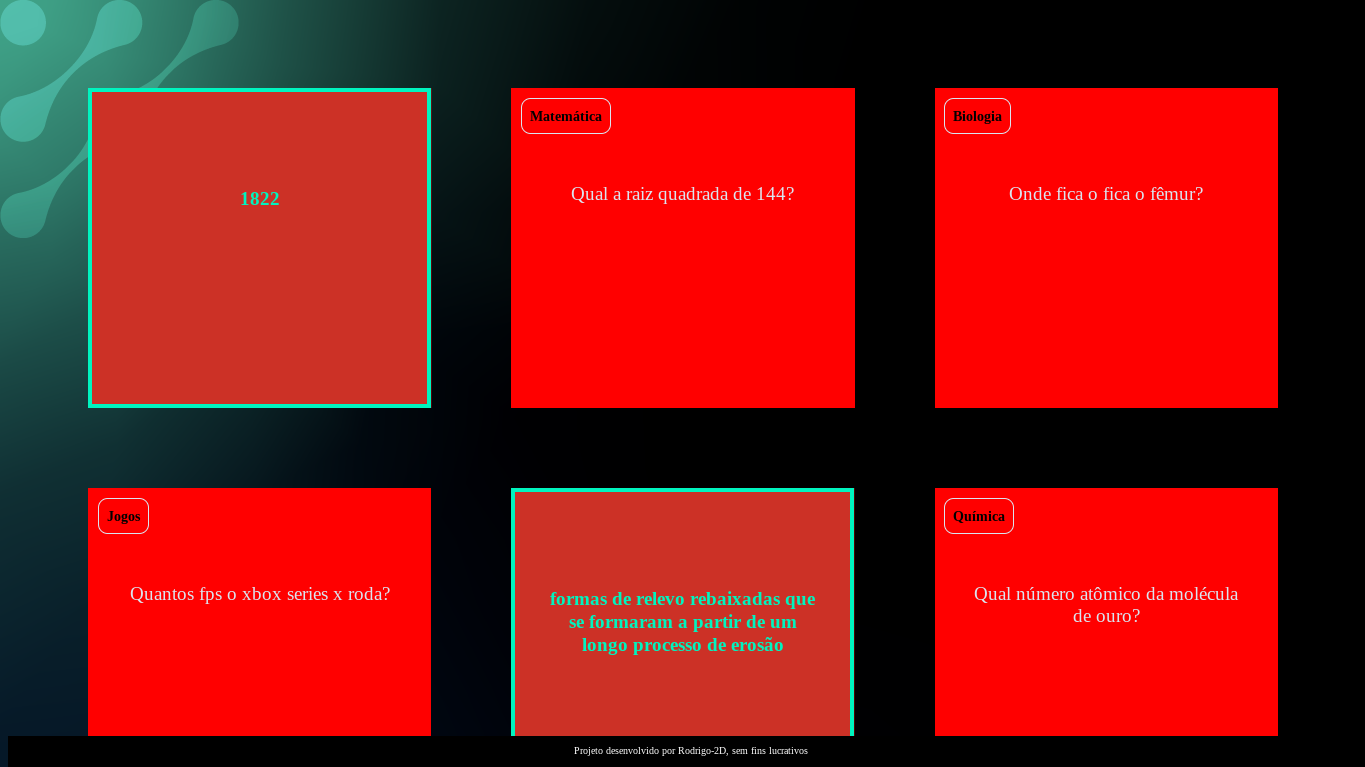 1822
Matemática
Qual a raiz quadrada de 144?
Biologia
Onde fica o fica o fêmur?
Jogos
Quantos fps o xbox series x roda?
formas de relevo rebaixadas que
se formaram a partir de um
longo processo de erosão
Química
Qual número atômico da molécula
de ouro?
Projeto desenvolvido por Rodrigo-2D, sem fins lucrativos